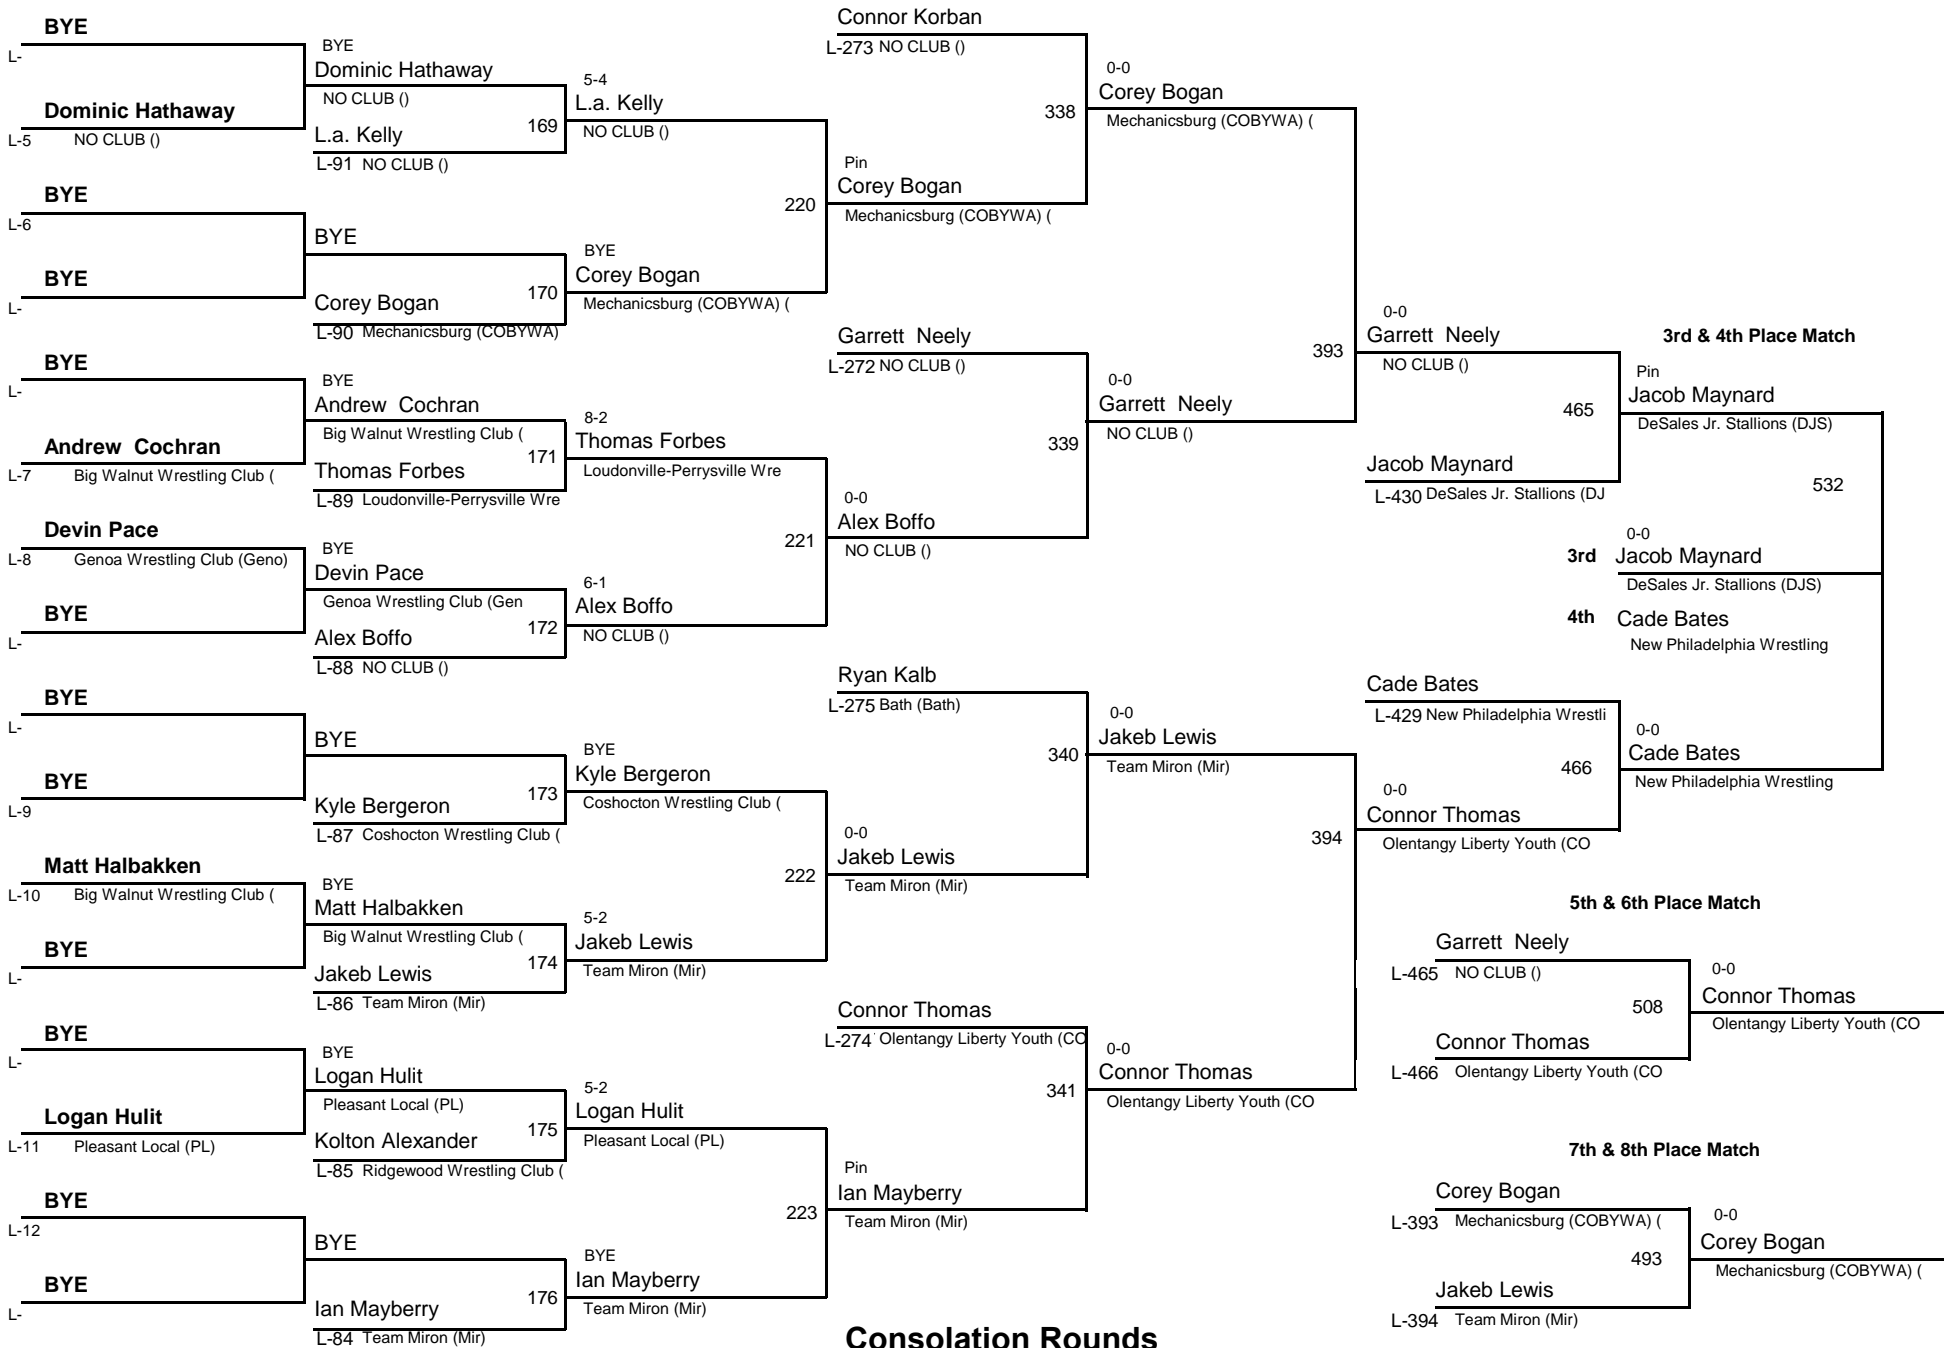 BYE
L-
Dominic Hathaway
L-5 NO CLUB ()
BYE
L-6
BYE
L-
BYE
L-
Andrew  Cochran
L-7 Big Walnut Wrestling Club (
Devin Pace
L-8 Genoa Wrestling Club (Geno)
BYE
L-
BYE
L-
BYE
L-9
Matt Halbakken
L-10 Big Walnut Wrestling Club (
BYE
L-
BYE
L-
Logan Hulit
L-11 Pleasant Local (PL)
BYE
L-12
BYE
L-
BYE
Dominic Hathaway
NO CLUB ()
169
L.a. Kelly
L-91 NO CLUB ()
BYE
170
Corey Bogan
L-90 Mechanicsburg (COBYWA)
BYE
Andrew  Cochran
Big Walnut Wrestling Club (
171
Thomas Forbes
L-89 Loudonville-Perrysville Wre
BYE
Devin Pace
Genoa Wrestling Club (Gen
172
Alex Boffo
L-88 NO CLUB ()
BYE
173
Kyle Bergeron
L-87 Coshocton Wrestling Club (
BYE
Matt Halbakken
Big Walnut Wrestling Club (
174
Jakeb Lewis
L-86 Team Miron (Mir)
BYE
Logan Hulit
Pleasant Local (PL)
175
Kolton Alexander
L-85 Ridgewood Wrestling Club (
BYE
176
Ian Mayberry
L-84 Team Miron (Mir)
5-4
L.a. Kelly
NO CLUB ()
220
BYE
Corey Bogan
Mechanicsburg (COBYWA) (
8-2
Thomas Forbes
Loudonville-Perrysville Wre
221
6-1
Alex Boffo
NO CLUB ()
BYE
Kyle Bergeron
Coshocton Wrestling Club (
222
5-2
Jakeb Lewis
Team Miron (Mir)
5-2
Logan Hulit
Pleasant Local (PL)
223
BYE
Ian Mayberry
Team Miron (Mir)
Connor Korban
L-273 NO CLUB ()
338
Pin
Corey Bogan
Mechanicsburg (COBYWA) (
Garrett  Neely
L-272 NO CLUB ()
339
0-0
Alex Boffo
NO CLUB ()
Ryan Kalb
L-275 Bath (Bath)
340
0-0
Jakeb Lewis
Team Miron (Mir)
Connor Thomas
L-274 Olentangy Liberty Youth (CO
341
Pin
Ian Mayberry
Team Miron (Mir)
0-0
Corey Bogan
Mechanicsburg (COBYWA) (
393
0-0
Garrett  Neely
NO CLUB ()
0-0
Jakeb Lewis
Team Miron (Mir)
394
0-0
Connor Thomas
Olentangy Liberty Youth (CO
0-0
Garrett  Neely
NO CLUB ()
465
Jacob Maynard
L-430 DeSales Jr. Stallions (DJ
Cade Bates
L-429 New Philadelphia Wrestli
466
0-0
Connor Thomas
Olentangy Liberty Youth (CO
3rd & 4th Place Match
Pin
Jacob Maynard
DeSales Jr. Stallions (DJS)
532
0-0
3rd Jacob Maynard
DeSales Jr. Stallions (DJS)
4th Cade Bates
New Philadelphia Wrestling
0-0
Cade Bates
New Philadelphia Wrestling
5th & 6th Place Match
Garrett  Neely
L-465 NO CLUB ()
508
Connor Thomas
L-466 Olentangy Liberty Youth (CO
0-0
Connor Thomas
Olentangy Liberty Youth (CO
7th & 8th Place Match
Corey Bogan
L-393 Mechanicsburg (COBYWA) (
493
Jakeb Lewis
L-394 Team Miron (Mir)
0-0
Corey Bogan
Mechanicsburg (COBYWA) (
Consolation Rounds